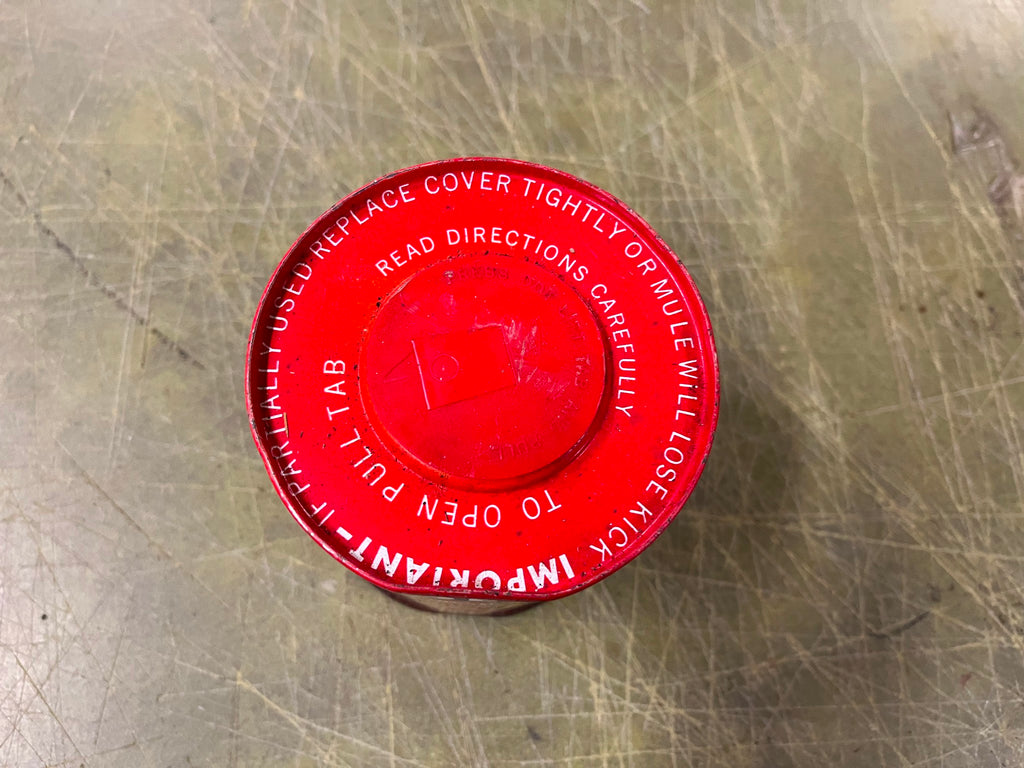 IMPORTANT-IF PARTIALLY USED REPLACE COVER TIGHTLY OR MULE WILL LOSE KICK
TO OPEN PULL TAB
READ DIRECTIONS CAREFULLY